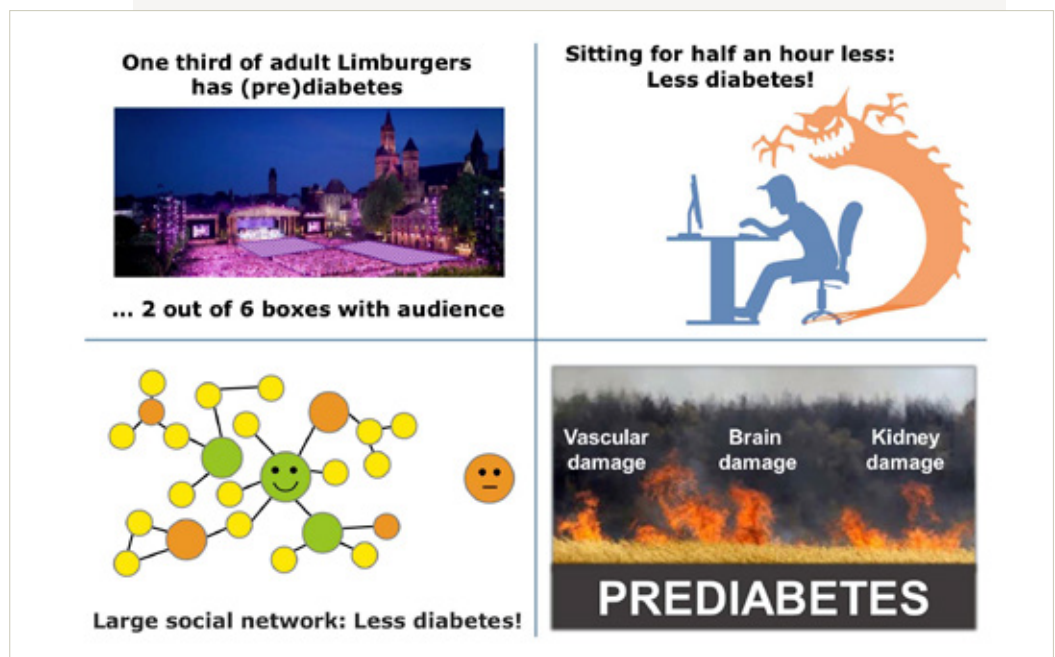 One third of adult Limburgers
has (pre)diabetes
... 2 out of 6 boxes with audience
Sitting for half an hour less:
Less diabetes!
Large social network: Less diabetes!
Vascular
damage
Brain
damage
Kidney
damage
PREDIABETES